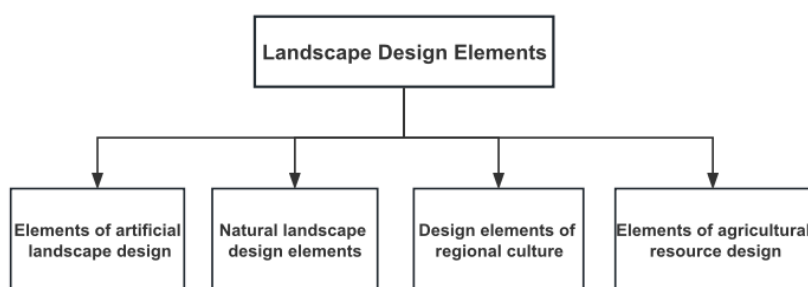 Landscape Design Elements
Elements of artificial
landscape design
Natural landscape
design elements
Design elements of
regional culture
Elements of agricultural
resource design